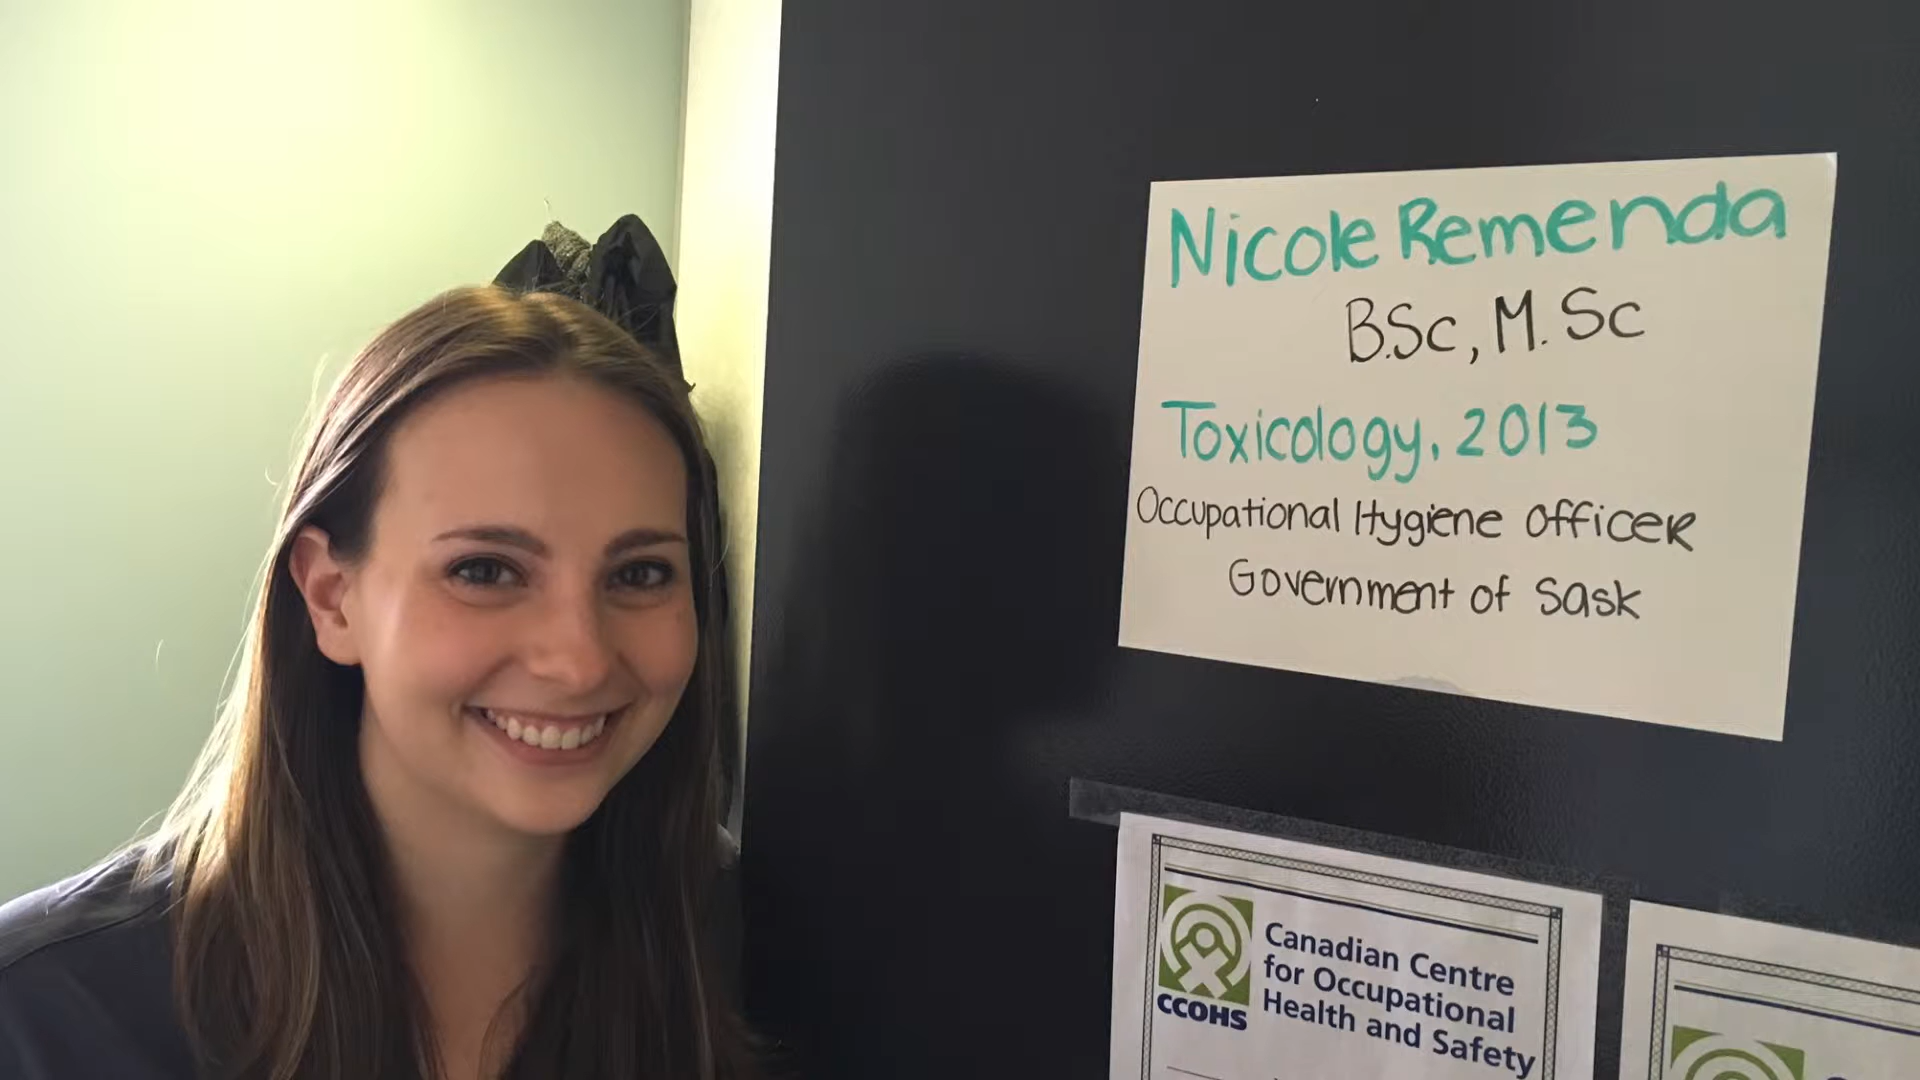 Nicole Remenda
B.Sc, M.Sc
Toxicology, 2013
Occupational Hygiene Officer
Government of Sask
CCOHS
Canadian Centre
for Occupational
Health and Safety